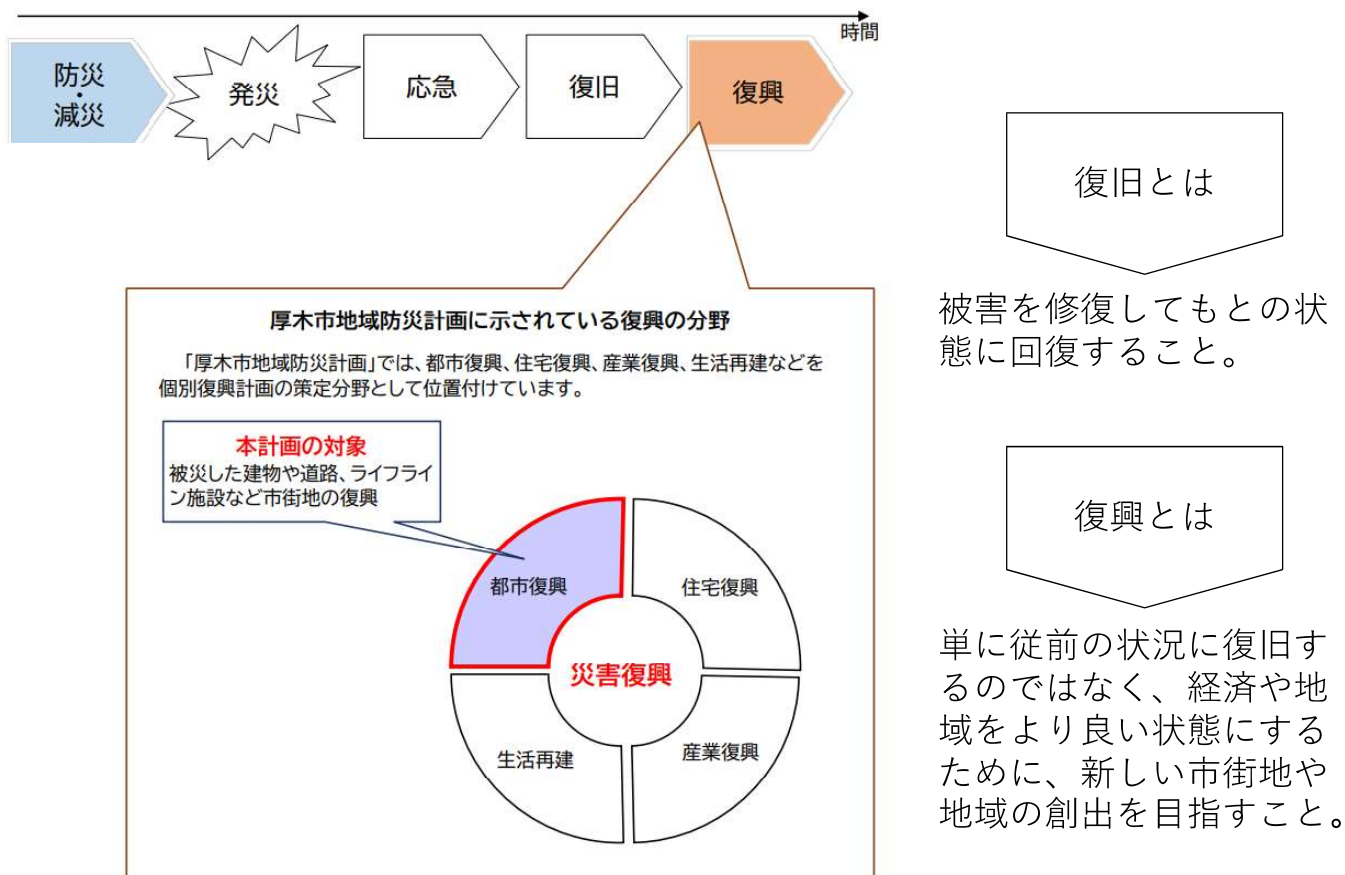 時間
防災
・
減災
発災
応急
復旧
復興
厚木市地域防災計画に示されている復興の分野
「厚木市地域防災計画」では、都市復興、住宅復興、産業復興、生活再建などを
個別復興計画の策定分野として位置付けています。
本計画の対象
被災した建物や道路、ライフライ
ン施設など市街地の復興
都市復興
住宅復興
災害復興
生活再建
産業復興
復旧とは
被害を修復してもとの状
態に回復すること。
復興とは
単に従前の状況に復旧す
るのではなく、経済や地
域をより良い状態にする
ために、新しい市街地や
地域の創出を目指すこと。